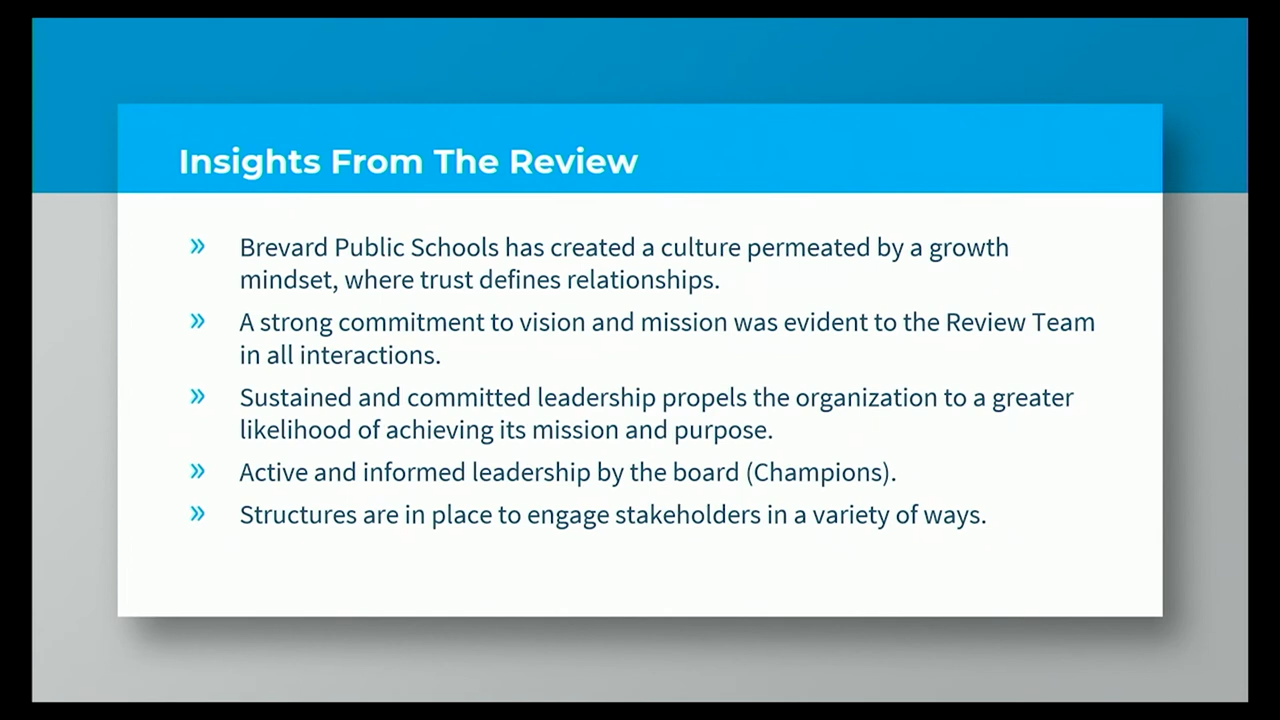 Insights From The Review
» Brevard Public Schools has created a culture permeated by a growth
mindset, where trust defines relationships.
» A strong commitment to vision and mission was evident to the Review Team
in all interactions.
» Sustained and committed leadership propels the organization to a greater
likelihood of achieving its mission and purpose.
» Active and informed leadership by the board (Champions).
» Structures are in place to engage stakeholders in a variety of ways.